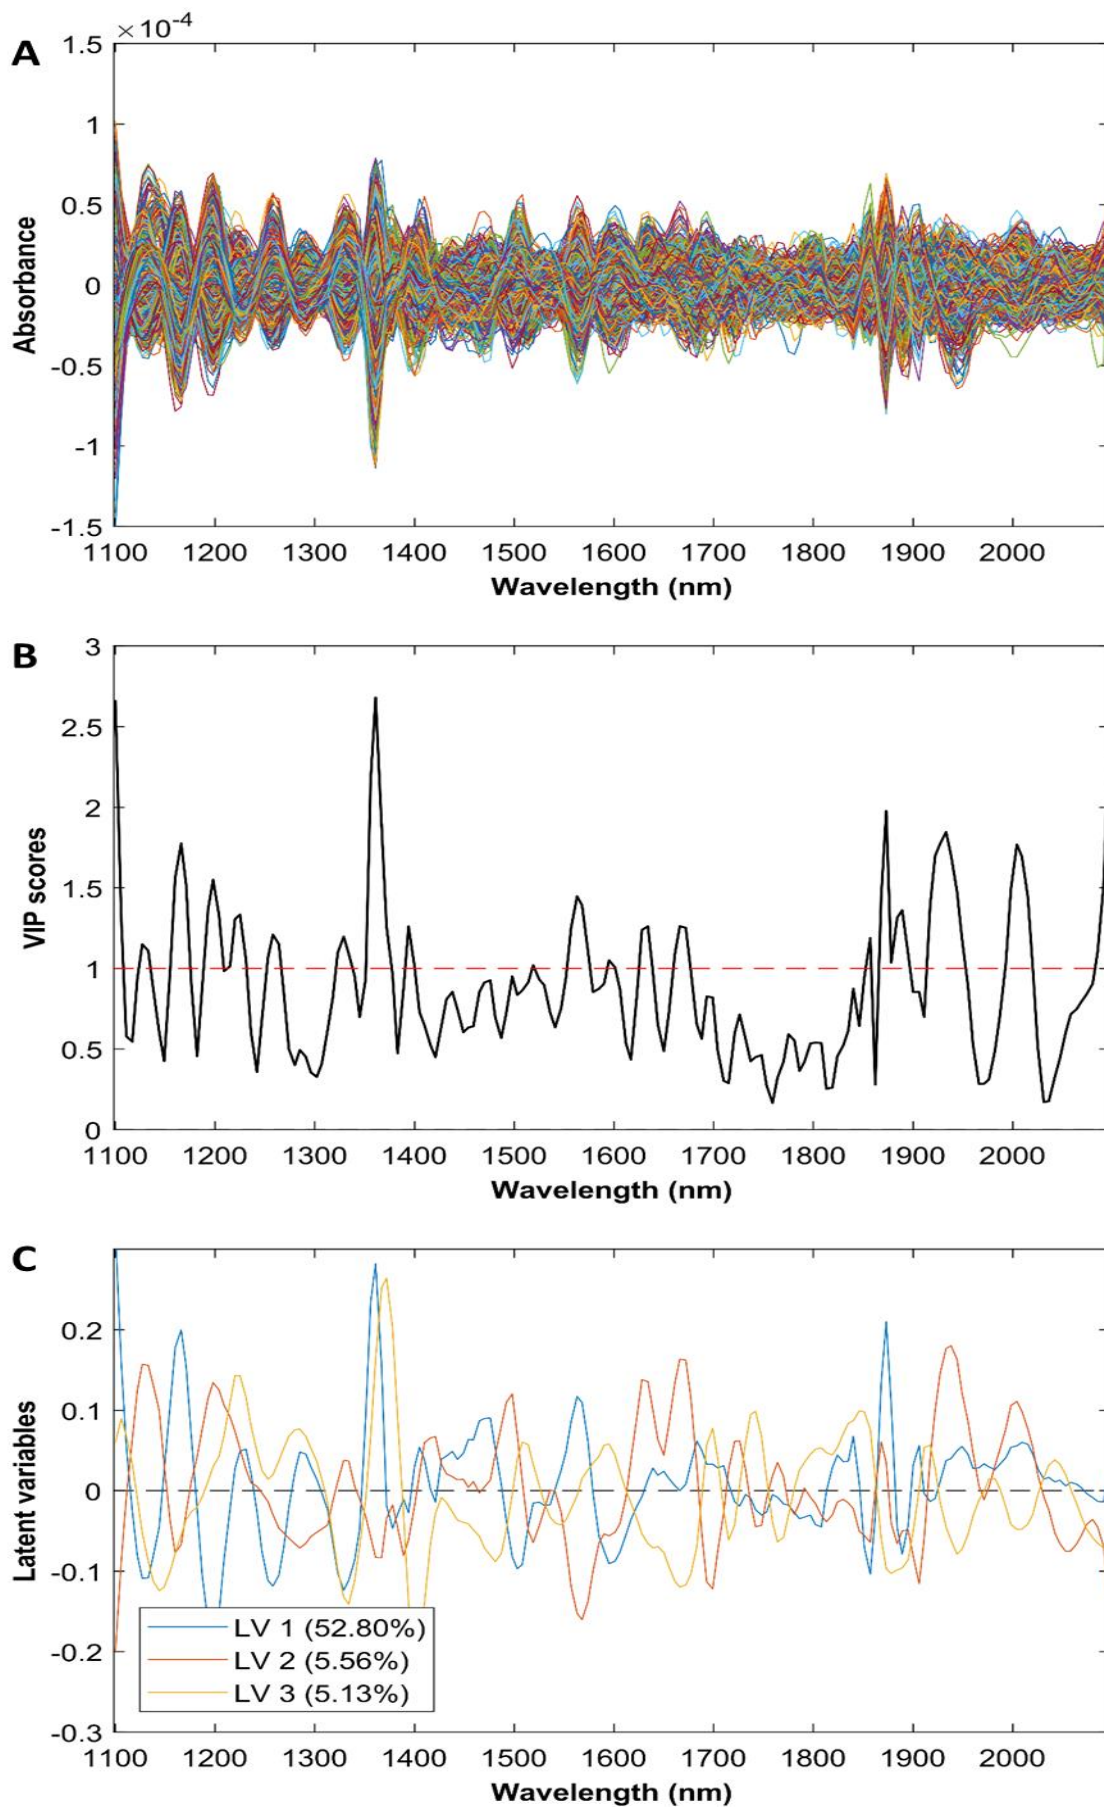 A
×10-4
1.5
1
0.5
0
-0.5
-1
-1.5
Absorbance
1100 1200 1300 1400 1500 1600 1700 1800 1900 2000
Wavelength (nm)
B
3
2.5
2
1.5
1
0.5
0
VIP scores
1100 1200 1300 1400 1500 1600 1700 1800 1900 2000
Wavelength (nm)
C
0.2
0.1
0
-0.1
-0.2
-0.3
Latent variables
LV 1 (52.80%)
LV 2 (5.56%)
LV 3 (5.13%)
1100 1200 1300 1400 1500 1600 1700 1800 1900 2000
Wavelength (nm)